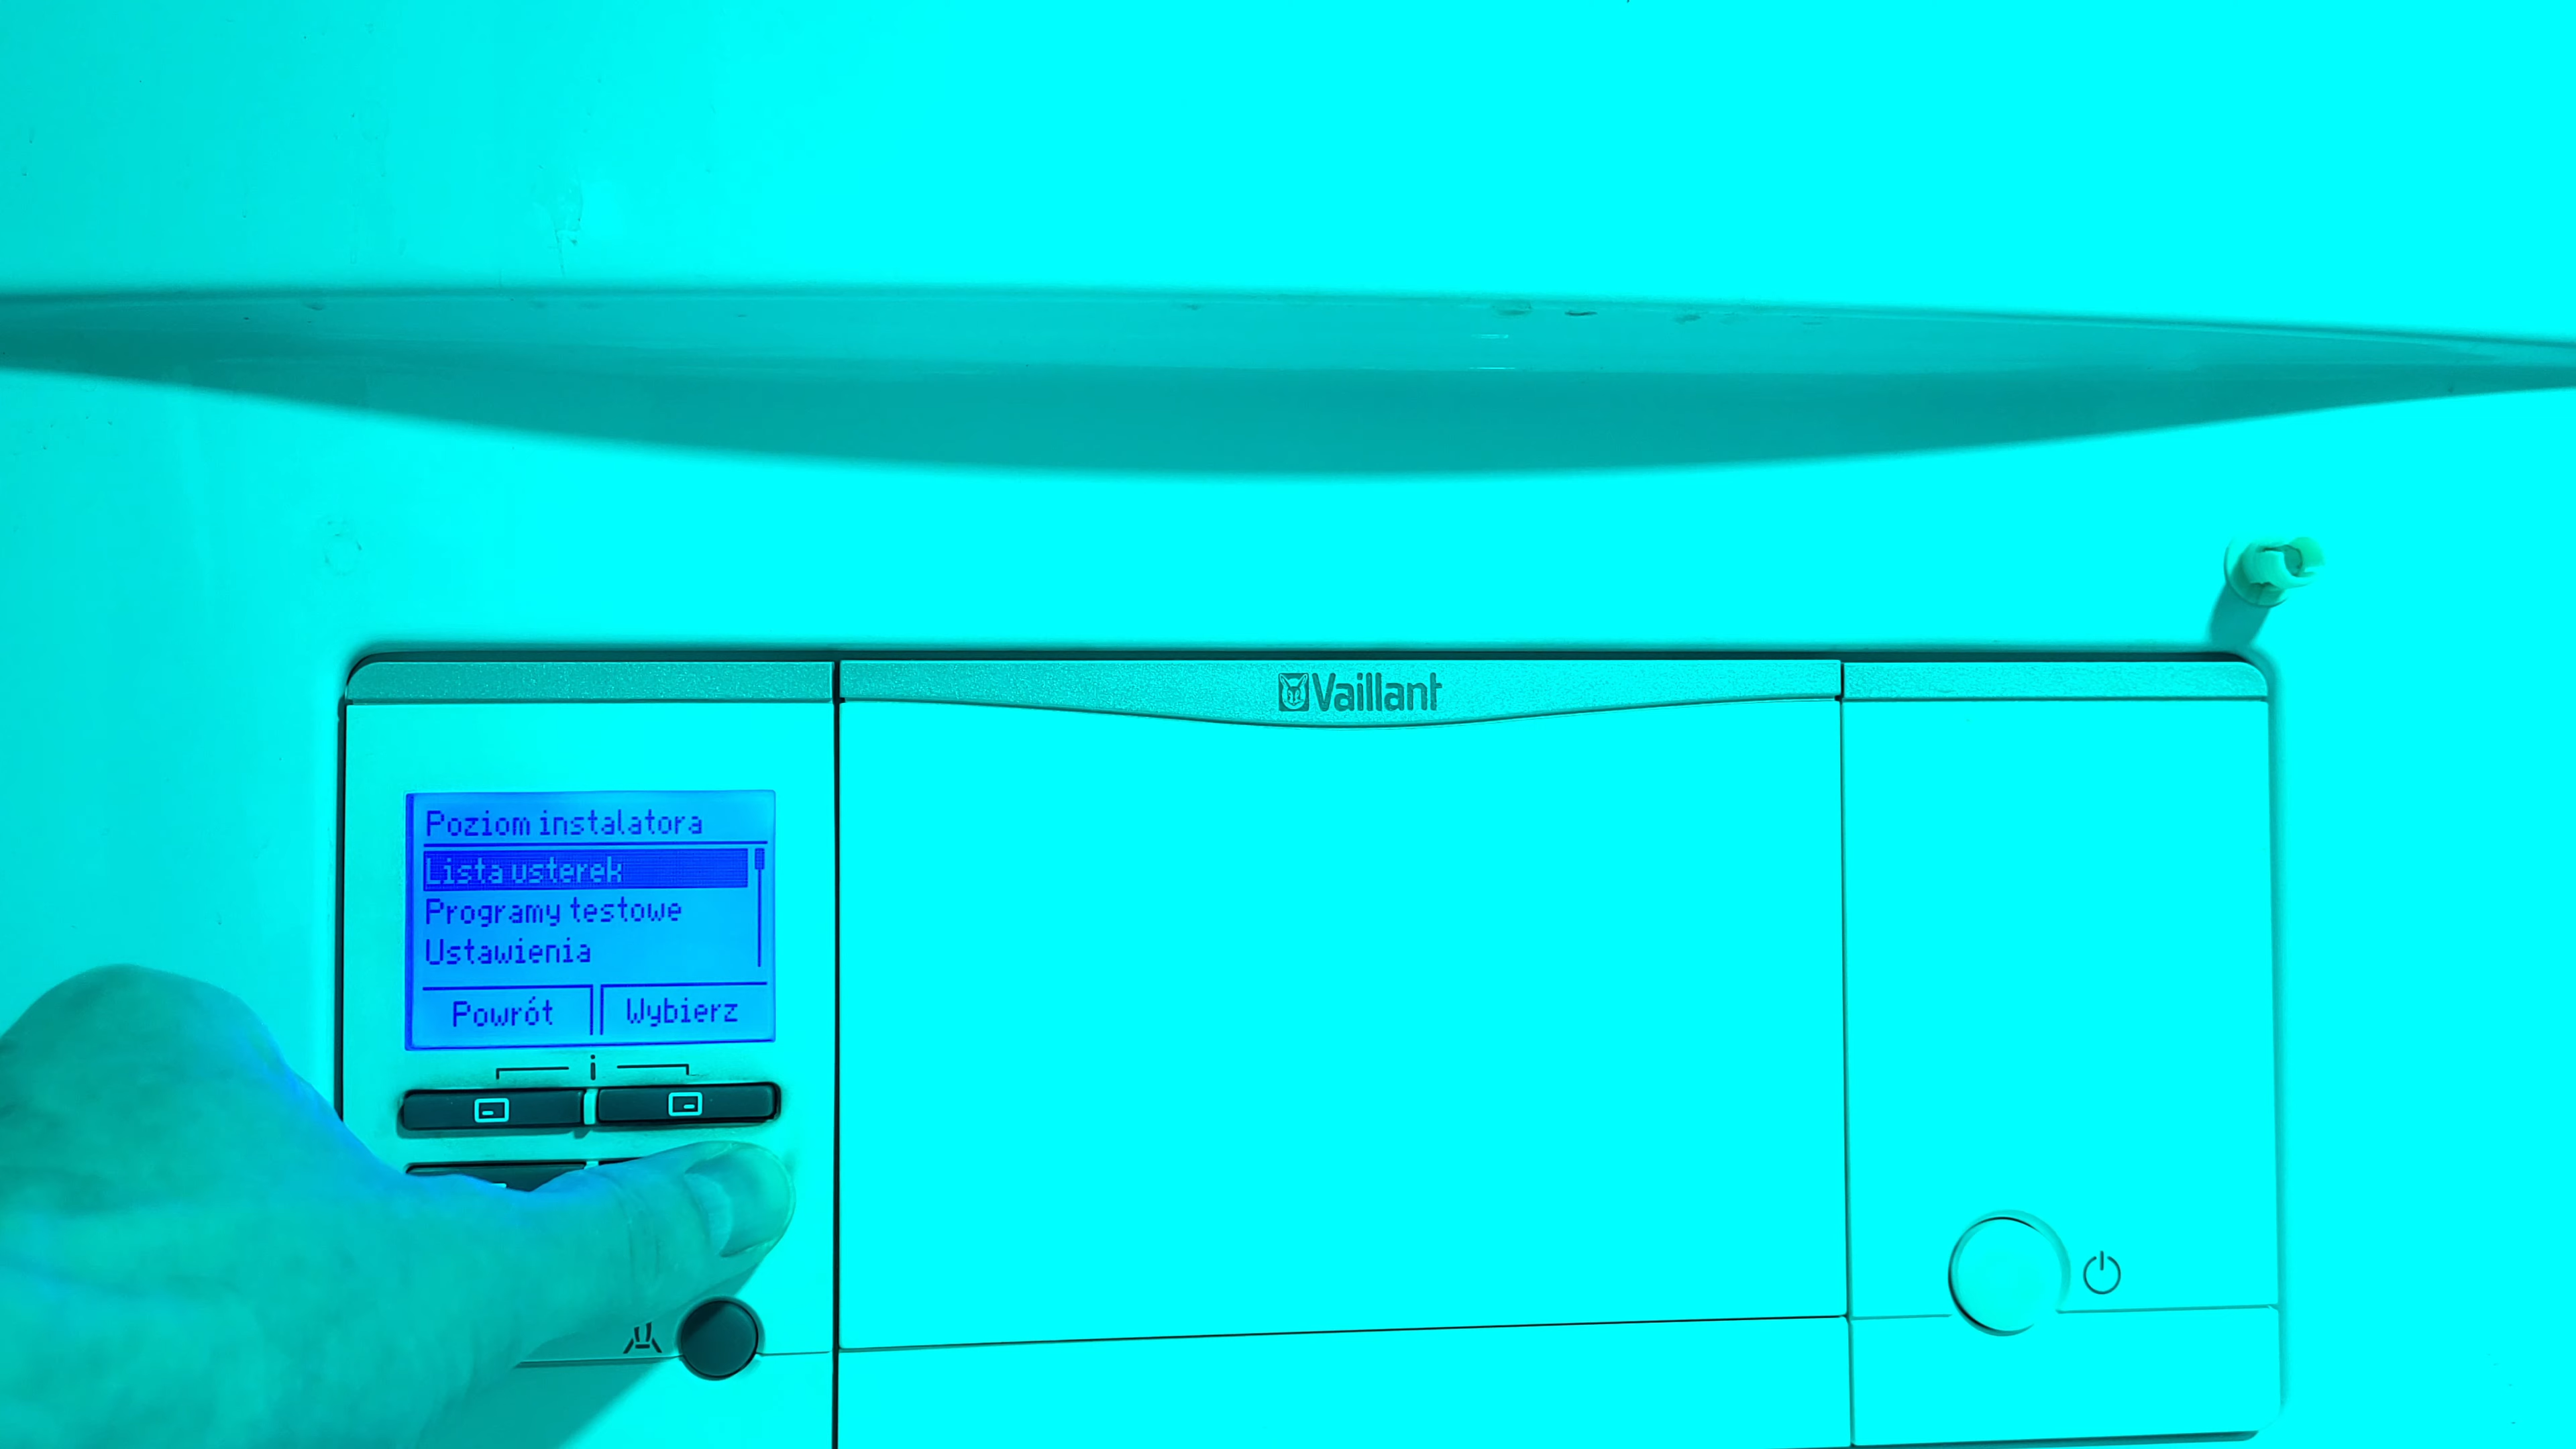 Vaillant
Poziom instalatora
Lista usterek
Programy testowe
Ustawienia
Powrót Wybierz
i